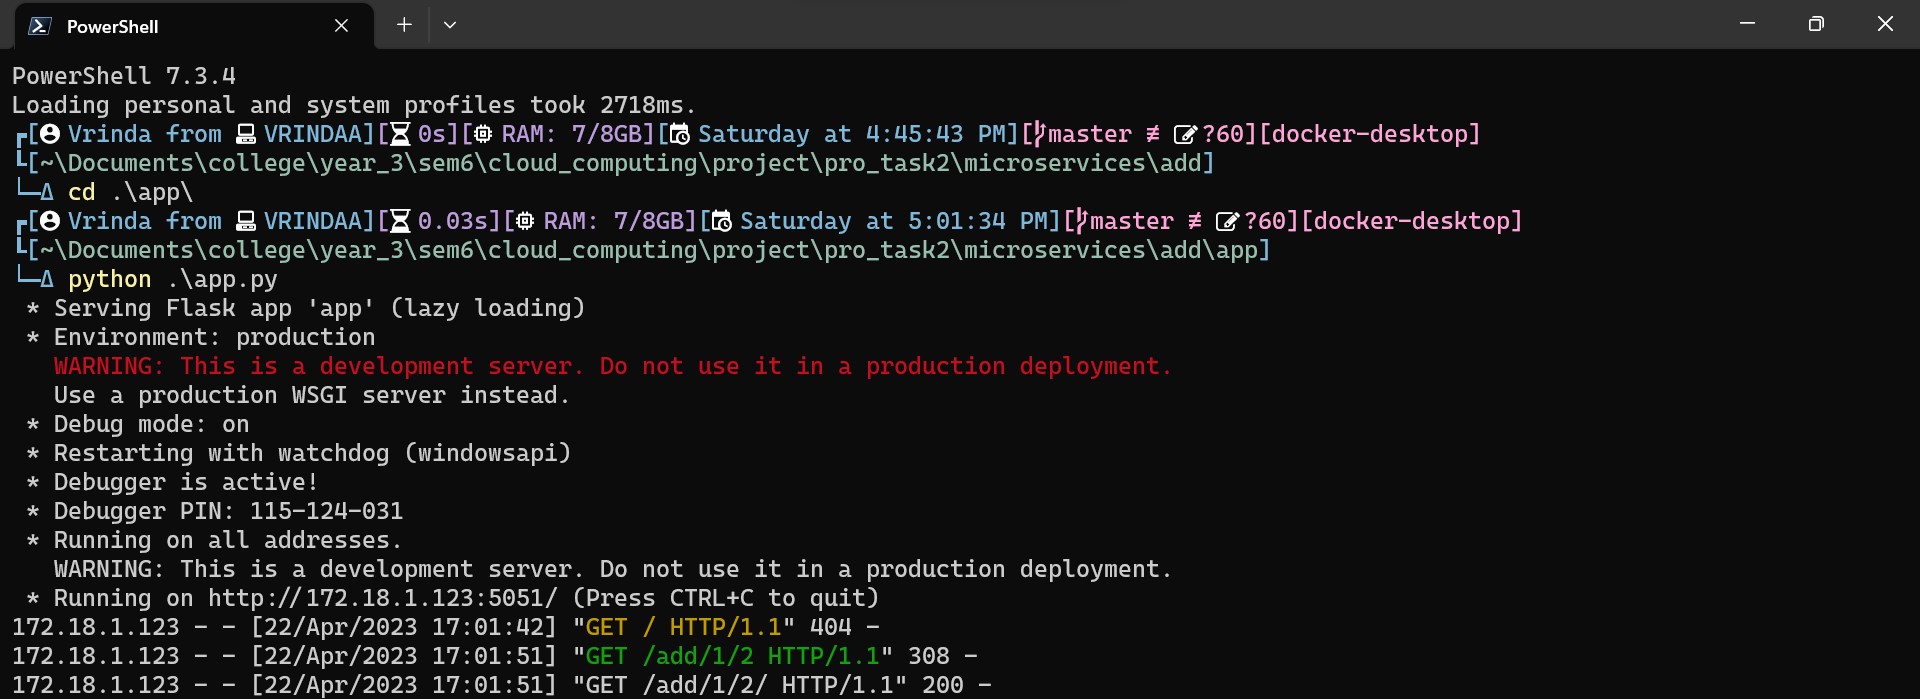 PowerShell
PowerShell 7.3.4
Loading personal and system profiles took 2718ms.
┏[ Vrinda from VRINDAA][ 0s][ RAM: 7/8GB][ Saturday at 4:45:43 PM][master ≢ ?60][docker-desktop]
┖[~\Documents\college\year_3\sem6\cloud_computing\project\pro_task2\microservices\add]
└─Δ cd .\app\
┏[ Vrinda from VRINDAA][ 0.03s][ RAM: 7/8GB][ Saturday at 5:01:34 PM][master ≢ ?60][docker-desktop]
┖[~\Documents\college\year_3\sem6\cloud_computing\project\pro_task2\microservices\add\app]
└─Δ python .\app.py
 * Serving Flask app 'app' (lazy loading)
 * Environment: production
   WARNING: This is a development server. Do not use it in a production deployment.
   Use a production WSGI server instead.
 * Debug mode: on
 * Restarting with watchdog (windowsapi)
 * Debugger is active!
 * Debugger PIN: 115-124-031
 * Running on all addresses.
   WARNING: This is a development server. Do not use it in a production deployment.
 * Running on http://172.18.1.123:5051/ (Press CTRL+C to quit)
172.18.1.123 - - [22/Apr/2023 17:01:42] "GET / HTTP/1.1" 404 -
172.18.1.123 - - [22/Apr/2023 17:01:51] "GET /add/1/2 HTTP/1.1" 308 -
172.18.1.123 - - [22/Apr/2023 17:01:51] "GET /add/1/2/ HTTP/1.1" 200 -